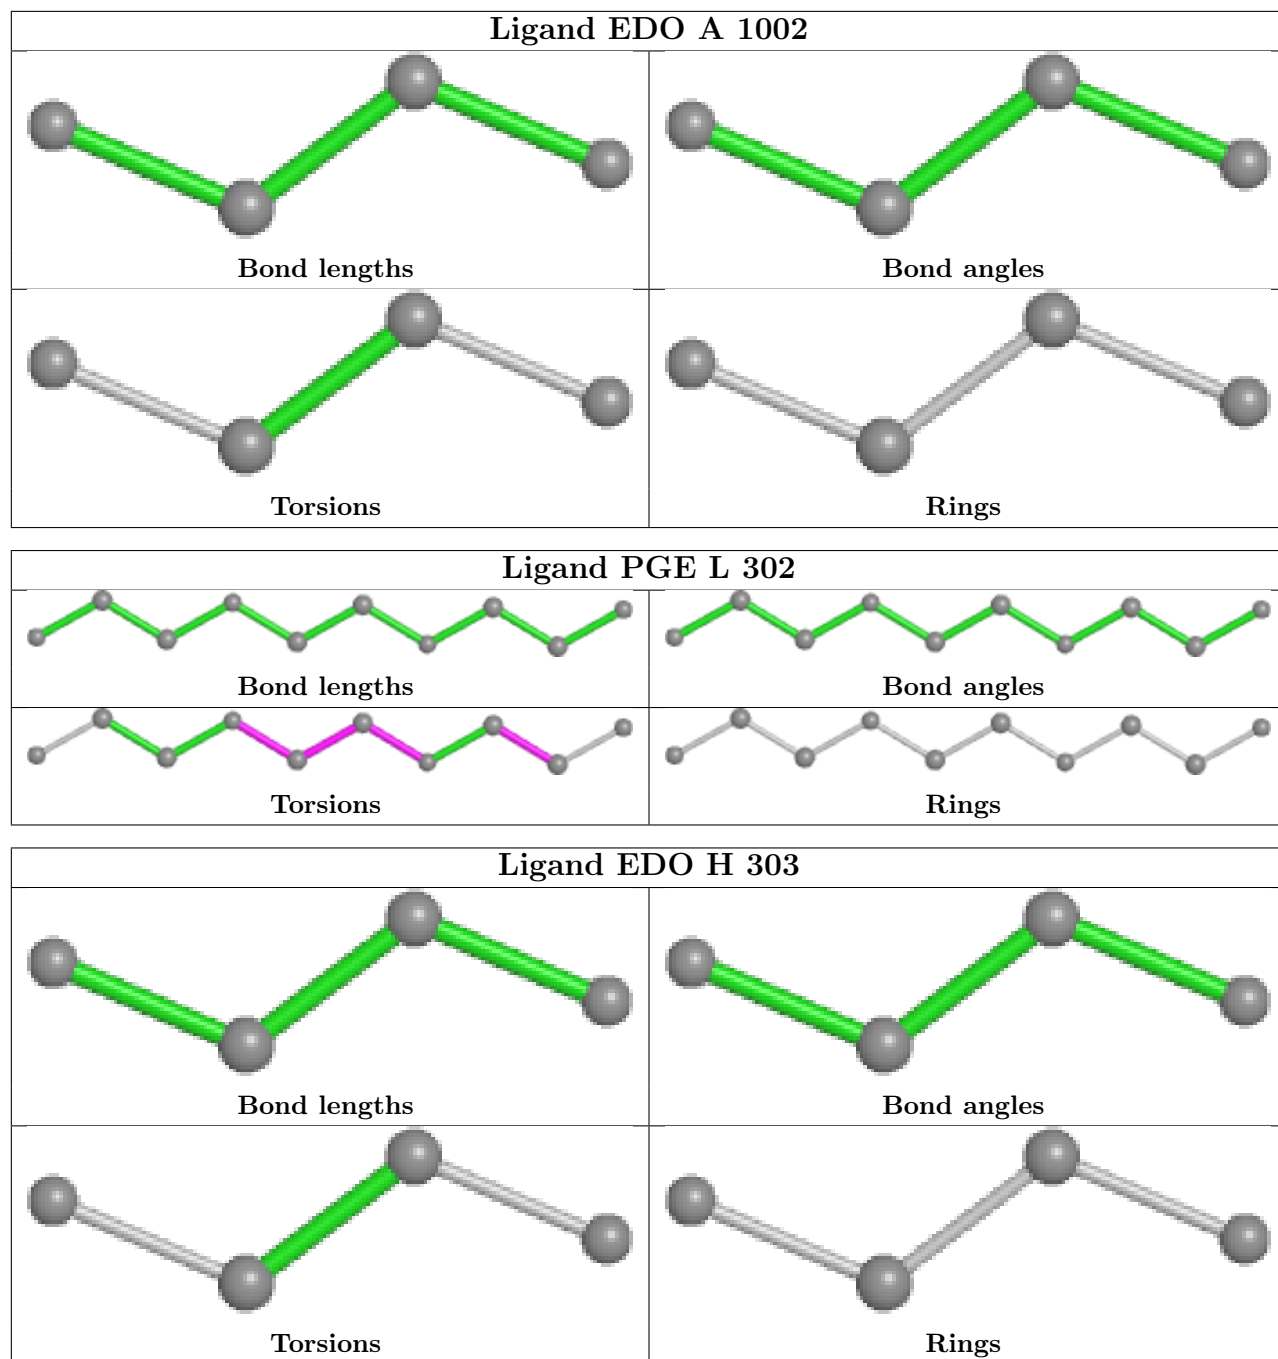 Ligand EDO A 1002
Bond lengths Bond angles
Torsions Rings
Ligand PGE L 302
Bond lengths Bond angles
Torsions Rings
Ligand EDO H 303
Bond lengths Bond angles
Torsions Rings